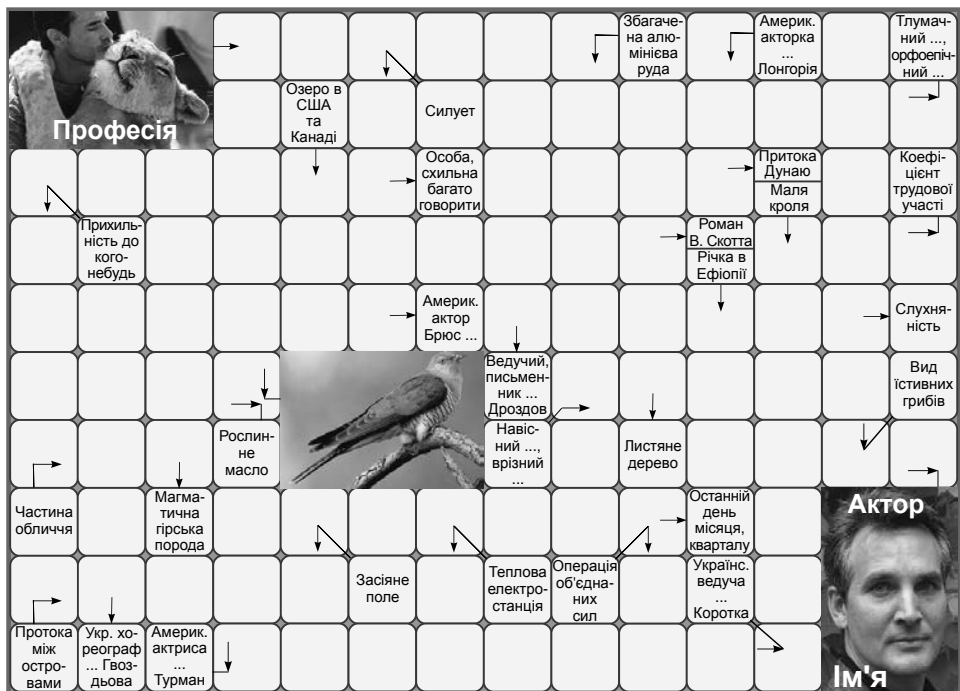 Збагаче-
на алю-
мінієва
руда
Америк.
акторка
...
Лонгорія
Тлумач-
ний ...,
орфоепіч-
ний ...
Професія
Озеро в
США
та
Канаді
Силует
Особа,
схильна
багато
говорити
Притока
Дунаю
Маля
кроля
Коефі-
цієнт
трудової
участі
Прихиль-
ність до
кого-
небудь
Роман
В. Скотта
Річка в
Ефіопії
Америк.
актор
Брюс ...
Слухня-
ність
Ведучий,
письмен-
ник ...
Дроздов
Вид
їстивних
грибів
Рослин-
не
масло
Навіс-
ний ...,
врізний
...
Листяне
дерево
Частина
обличчя
Магма-
тична
гірська
порода
Останній
день
місяця,
кварталу
Актор
Засіяне
поле
Теплова
електро-
станція
Операція
об'єдна-
них
сил
Українс.
ведуча
...
Коротка
Протока
між
остро-
вами
Укр. хо-
реограф
... Гвоз-
дьова
Америк.
актриса
...
Турман
Ім'я